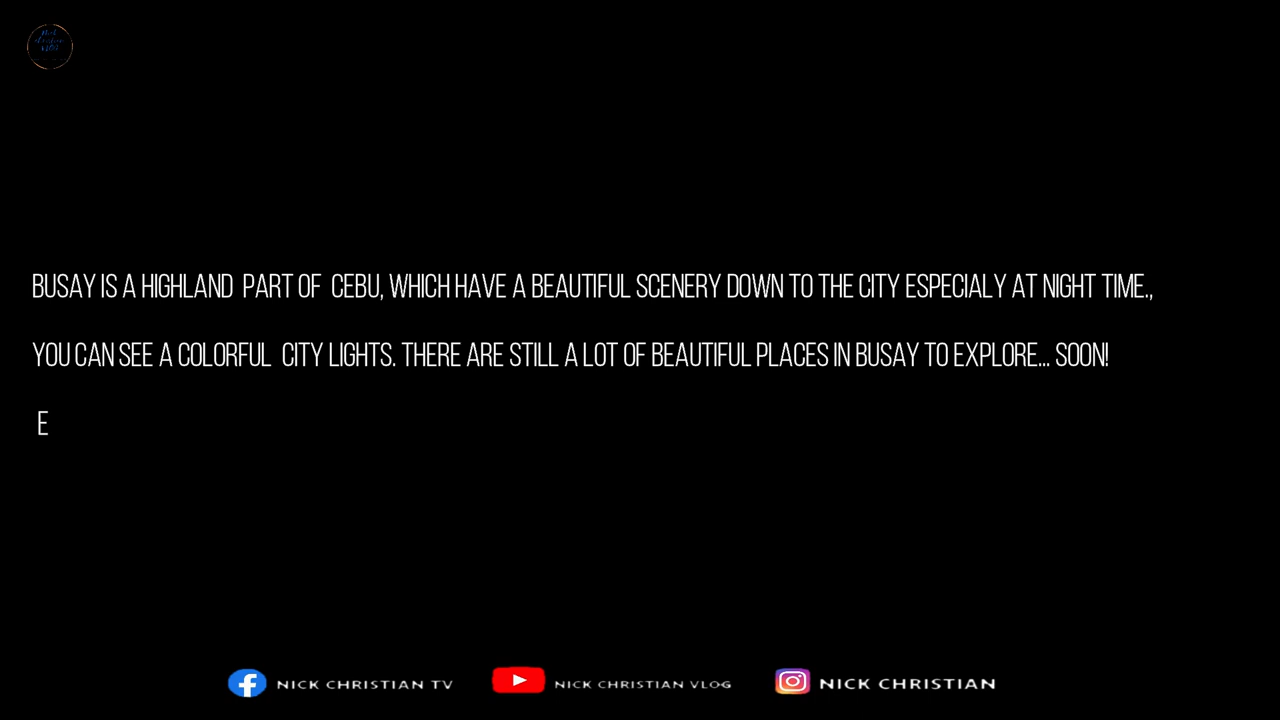 BUSAY IS A HIGHLAND PART OF CEBU, WHICH HAVE A BEAUTIFUL SCENERY DOWN TO THE CITY ESPECIALY AT NIGHT TIME.,
YOU CAN SEE A COLORFUL CITY LIGHTS. THERE ARE STILL A LOT OF BEAUTIFUL PLACES IN BUSAY TO EXPLORE... SOON!
E
NICK CHRISTIAN TV NICK CHRISTIAN VLOG NICK CHRISTIAN